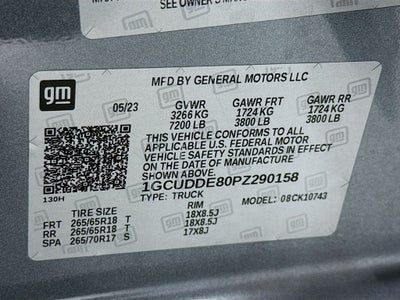 SEE OWNER'S MANUAL
gm
MFD BY GENERAL MOTORS LLC
05/23 GVWR GAWR FRT GAWR RR
3266 KG 1724 KG 1724 KG
7200 LB 3800 LB 3800 LB
THIS VEHICLE CONFORMS TO ALL
APPLICABLE U.S. FEDERAL MOTOR
VEHICLE SAFETY STANDARDS IN EFFECT
ON THE DATE OF MANUFACTURE
SHOWN ABOVE.
1GCUDDE80PZ290158
130H TYPE: TRUCK MODEL: 08CK10743
TIRE SIZE RIM
FRT 265/65R18 T 18X8.5J
RR 265/65R18 T 18X8.5J
SPA 265/70R17 S 17X8J